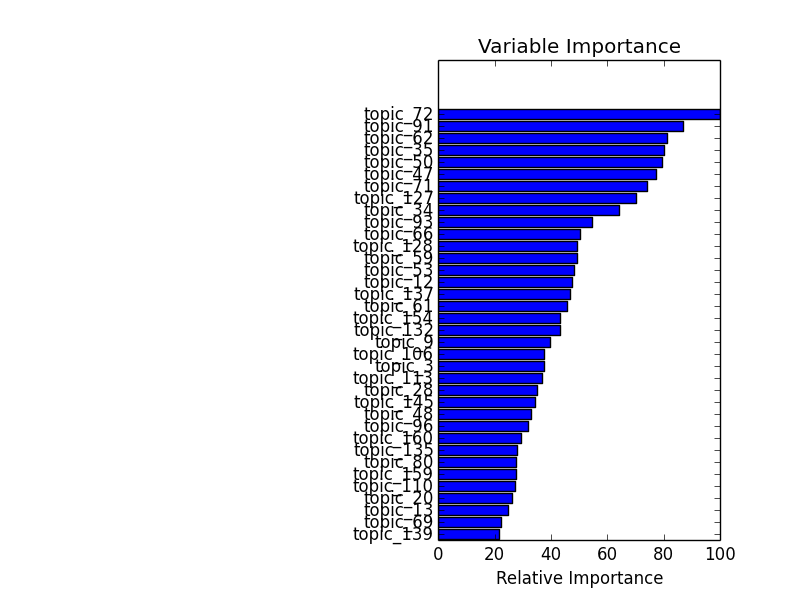 Variable Importance
topic_72
topic_91
topic_62
topic_35
topic_50
topic_47
topic_71
topic_127
topic_34
topic_93
topic_66
topic_128
topic_59
topic_53
topic_12
topic_137
topic_61
topic_154
topic_132
topic_9
topic_106
topic_3
topic_113
topic_28
topic_145
topic_48
topic_96
topic_160
topic_135
topic_80
topic_159
topic_110
topic_20
topic_13
topic_69
topic_139
0 20 40 60 80 100
Relative Importance